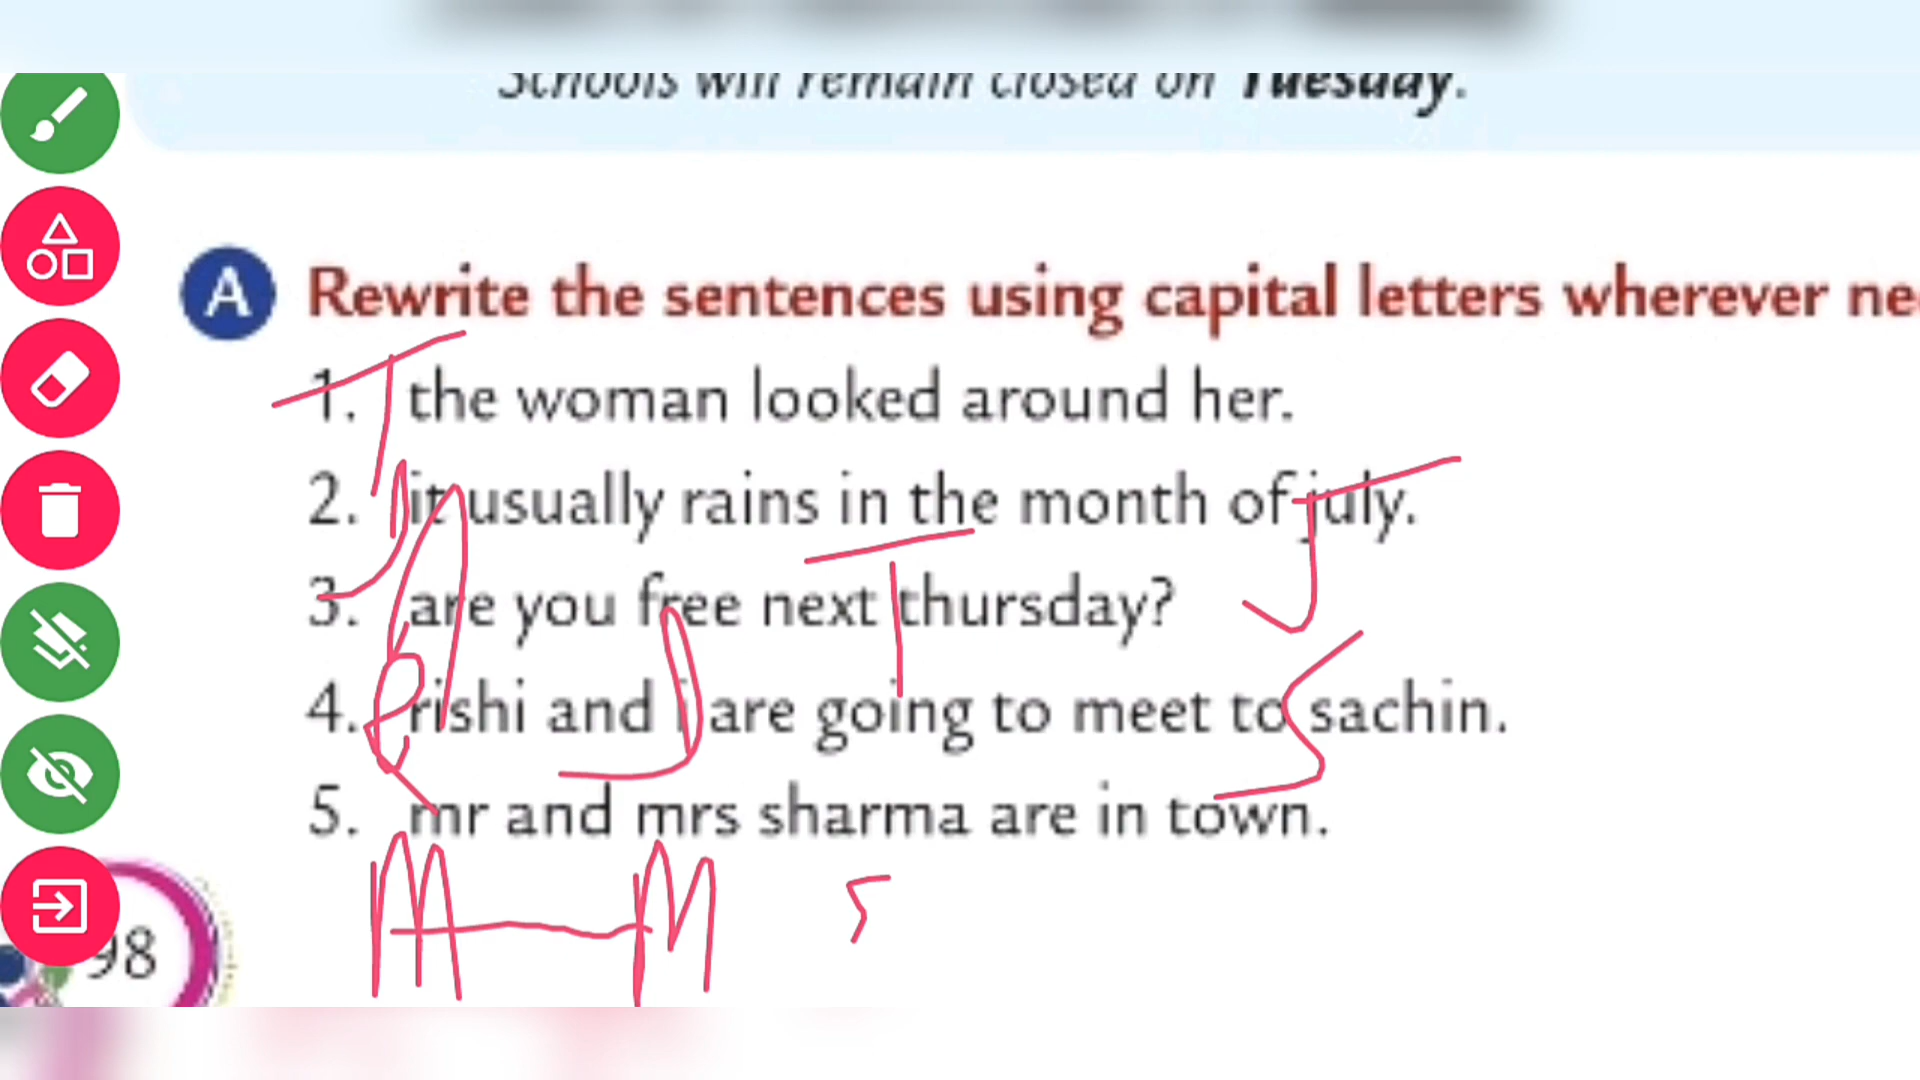 Schools will remain closed on Tuesday.
A Rewrite the sentences using capital letters wherever ne
T
1. the woman looked around her.
2. it usually rains in the month of july.
I J
T
3. are you free next thursday?
A
4. rishi and i are going to meet to sachin.
R I S
5. mr and mrs sharma are in town.
M M S
98